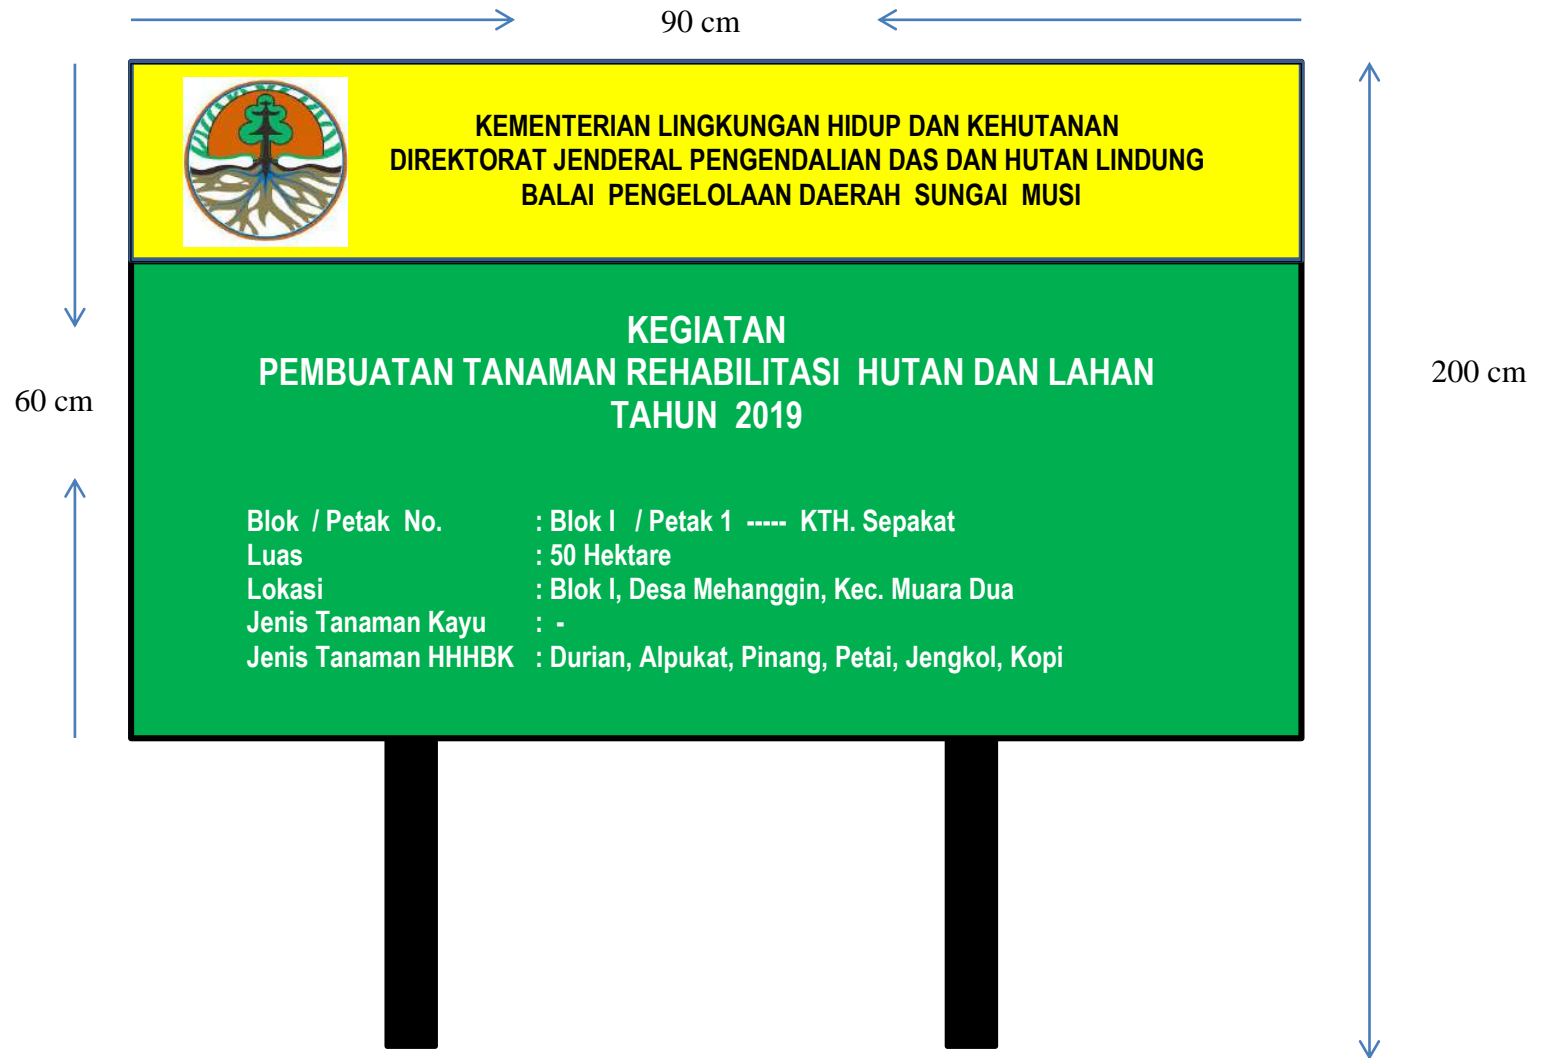 90 cm
KEMENTERIAN LINGKUNGAN HIDUP DAN KEHUTANAN
DIREKTORAT JENDERAL PENGENDALIAN DAS DAN HUTAN LINDUNG
BALAI PENGELOLAAN DAERAH SUNGAI MUSI
KEGIATAN
PEMBUATAN TANAMAN REHABILITASI HUTAN DAN LAHAN
TAHUN 2019
60 cm
200 cm
Blok / Petak No. : Blok I / Petak 1 ----- KTH. Sepakat
Luas : 50 Hektare
Lokasi : Blok I, Desa Mehanggin, Kec. Muara Dua
Jenis Tanaman Kayu : -
Jenis Tanaman HHHBK : Durian, Alpukat, Pinang, Petai, Jengkol, Kopi